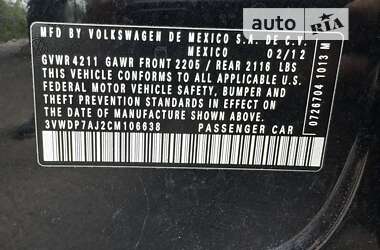 auto RIA
MFD BY VOLKSWAGEN DE MEXICO S.A. DE C.V.
MEXICO 02/12
GVWR 4211 GAWR FRONT 2205 / REAR 2116 LBS
THIS VEHICLE CONFORMS TO ALL APPLICABLE U.S.
FEDERAL MOTOR VEHICLE SAFETY, BUMPER, AND
THEFT PREVENTION STANDARDS IN EFFECT ON THE
DATE OF MANUFACTURE SHOWN ABOVE.
3VWDP7AJ2CM106638 PASSENGER CAR
0726704 1013 M